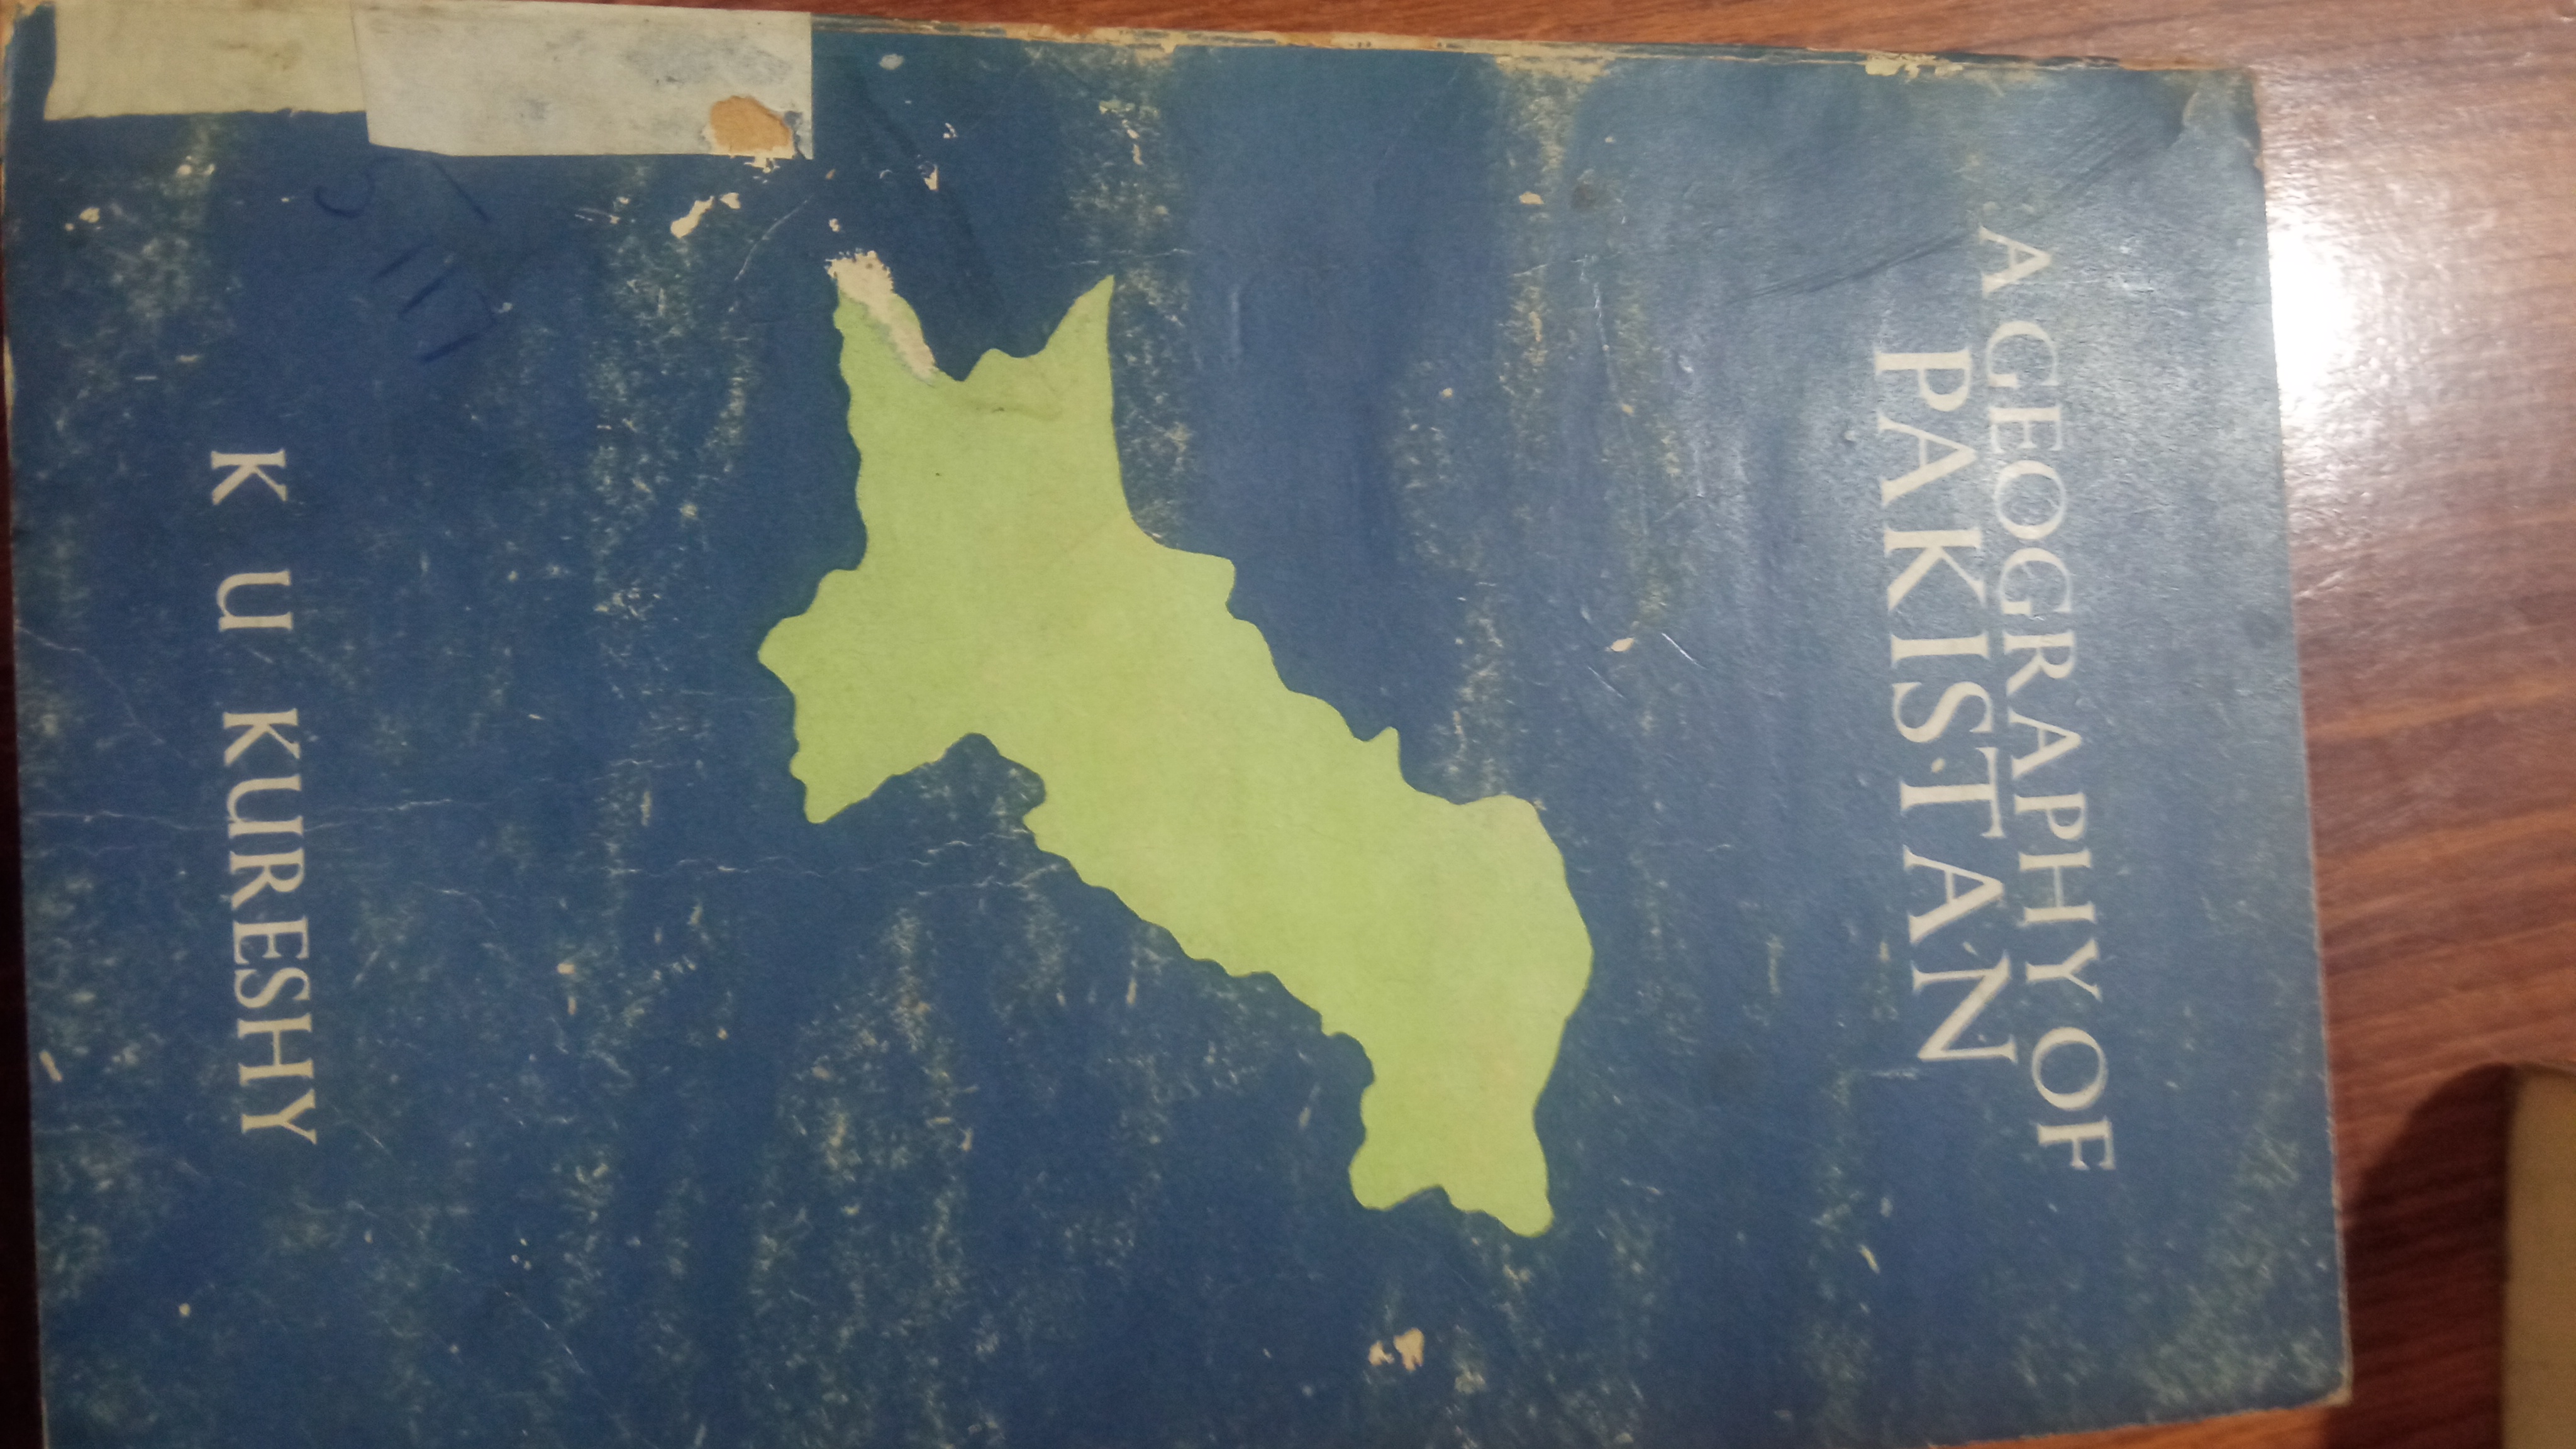 A GEOGRAPHY OF
PAKISTAN
K U KURESHY